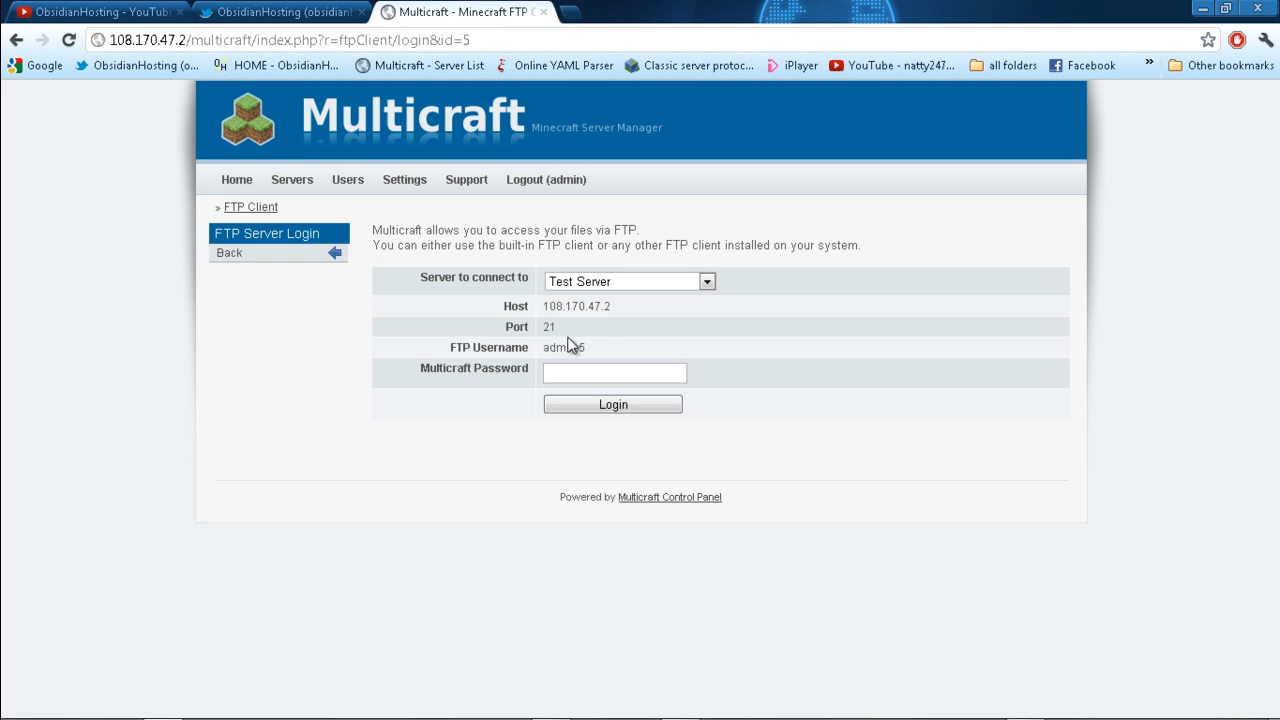 ObsidianHosting - YouTub
ObsidianHosting (obsidian
Multicraft - Minecraft FTP C
108.170.47.2/multicraft/index.php?r=ftpClient/login&id=5
Google
ObsidianHosting (o...
HOME - ObsidianH...
Multicraft - Server List
Online YAML Parser
Classic server protoc...
iPlayer
YouTube - natty247...
all folders
Facebook
»
Other bookmarks
Multicraft Minecraft Server Manager
Home
Servers
Users
Settings
Support
Logout (admin)
» FTP Client
FTP Server Login
Back
Multicraft allows you to access your files via FTP.
You can either use the built-in FTP client or any other FTP client installed on your system.
Server to connect to Test Server
Host 108.170.47.2
Port 21
FTP Username
Multicraft Password
Login
Powered by Multicraft Control Panel